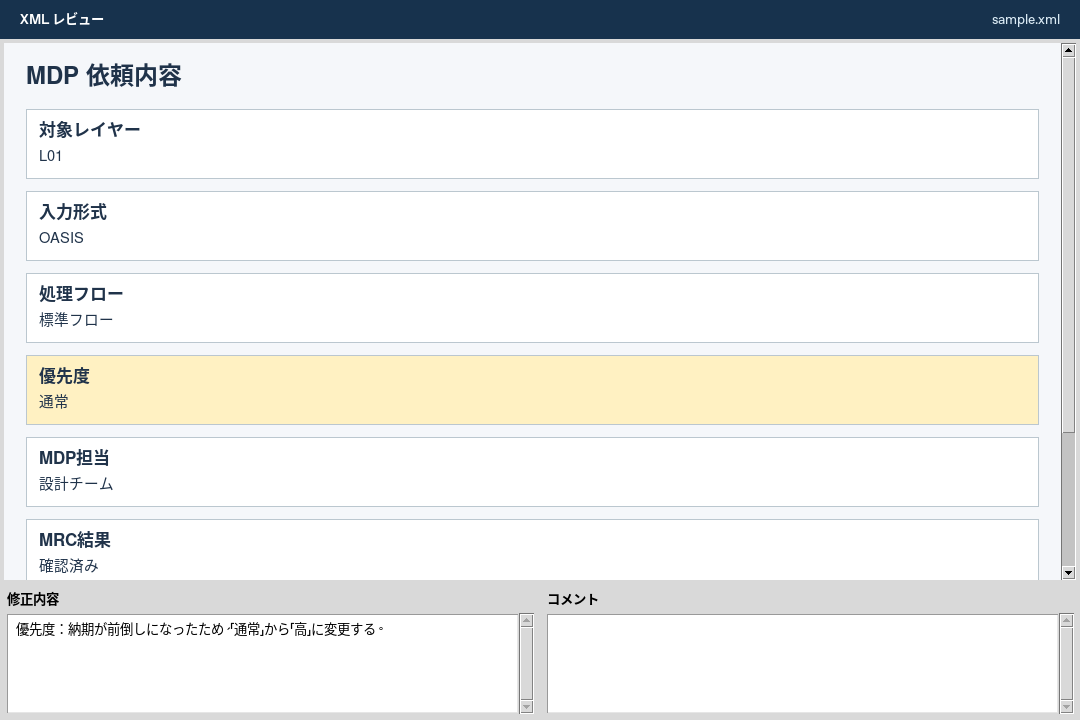 XML レビュー
sample.xml
MDP 依頼内容
対象レイヤー
L01
入力形式
OASIS
処理フロー
標準フロー
優先度
通常
MDP担当
設計チーム
MRC結果
確認済み
修正内容
コメント
優先度：納期が前倒しになったため、「通常」から「高」に変更する。